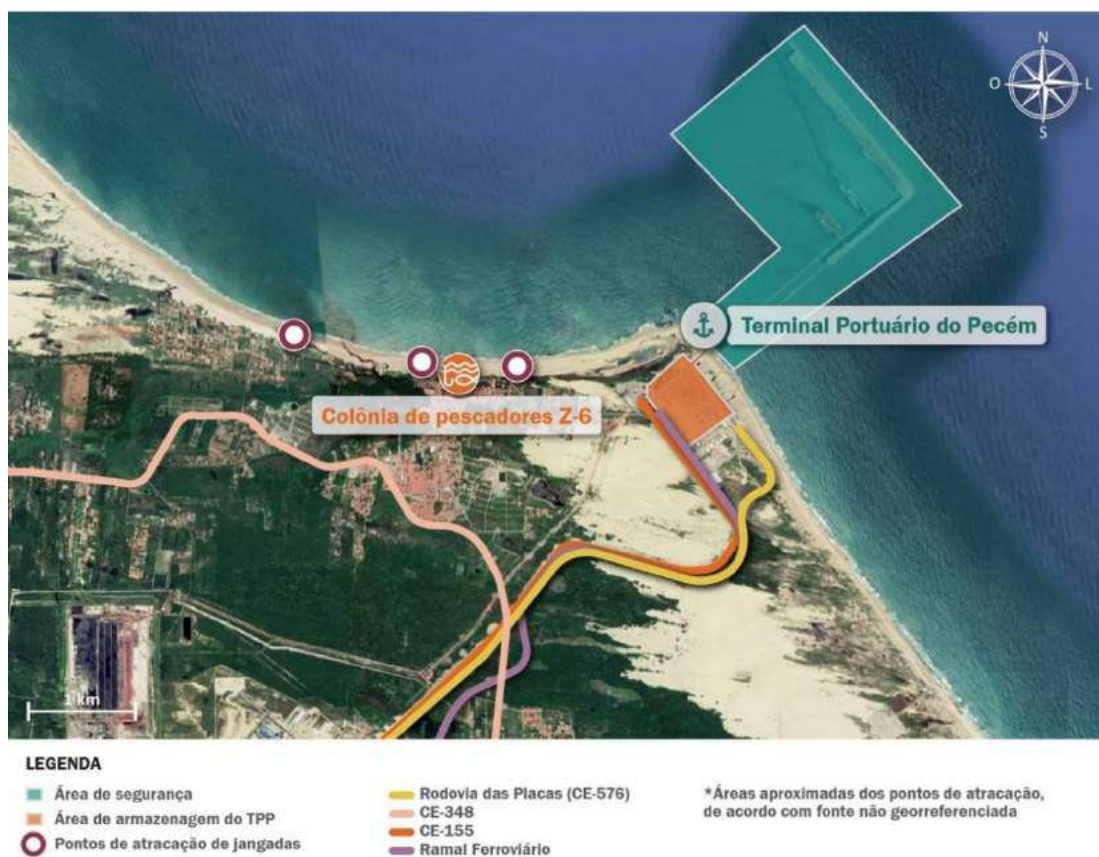 N
O
L
S
Terminal Portuário do Pecém
Colônia de pescadores Z-6
1 km
LEGENDA
Área de segurança
Área de armazenagem do TPP
Pontos de atracação de jangadas
Rodovia das Placas (CE-576)
CE-348
CE-155
Ramal Ferroviário
*Áreas aproximadas dos pontos de atracação,
de acordo com fonte não georreferenciada